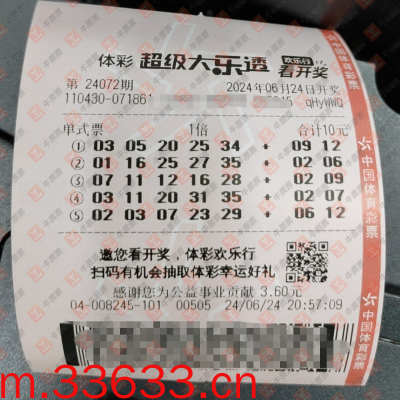 体彩 超级大乐透 欢乐行 看开奖
第 24072期 2024年06月24日开奖
110430-071861 qHyWWQ
单式票 1倍 合计10元
① 03 05 20 25 34 + 09 12
② 01 16 25 27 35 + 02 06
③ 07 11 12 16 28 + 02 09
④ 03 11 20 31 35 + 02 07
⑤ 02 03 07 23 29 + 06 12
邀您看开奖，体彩欢乐行
扫码有机会抽取体彩幸运好礼
感谢您为公益事业贡献 3.60元
04-008245-101 00505 24/06/24 20:57:09
中国体育彩票
中国体育彩票
m.33633.cn